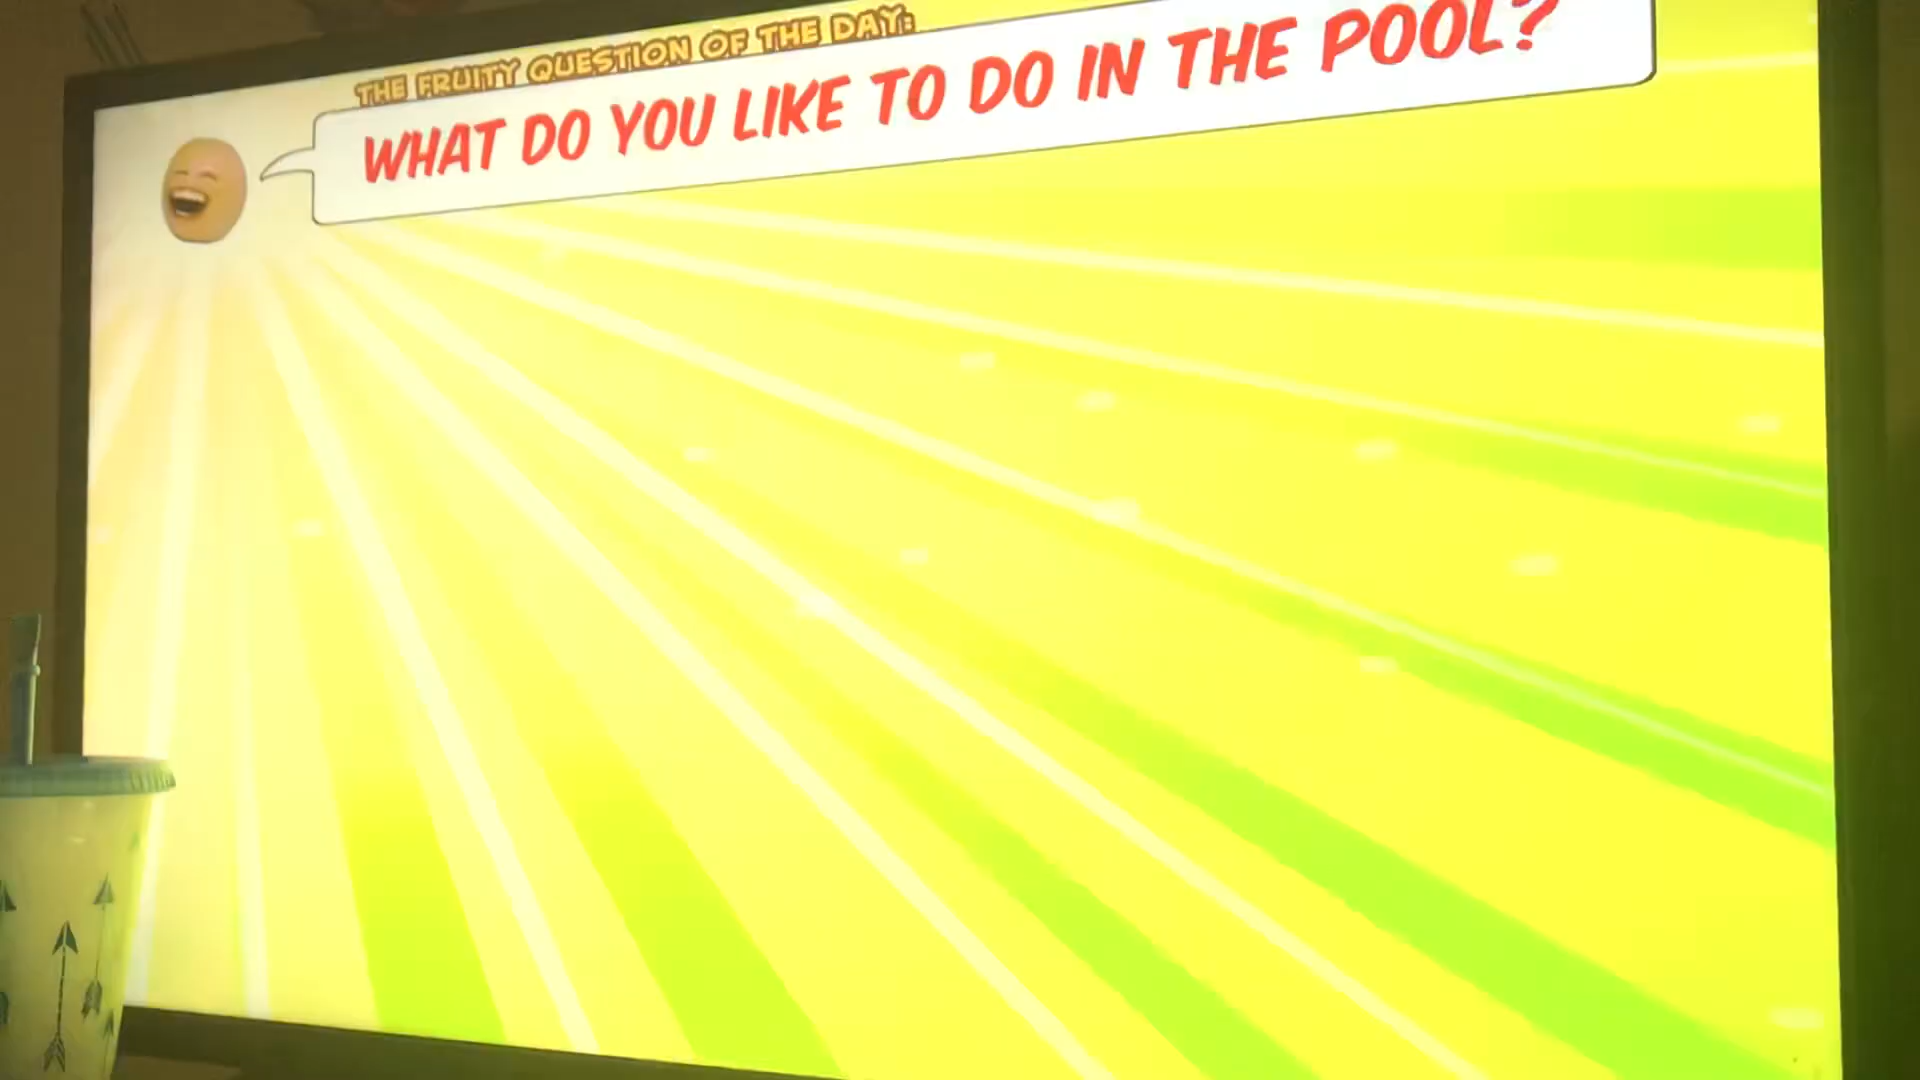 THE FRUITY QUESTION OF THE DAY:
WHAT DO YOU LIKE TO DO IN THE POOL?